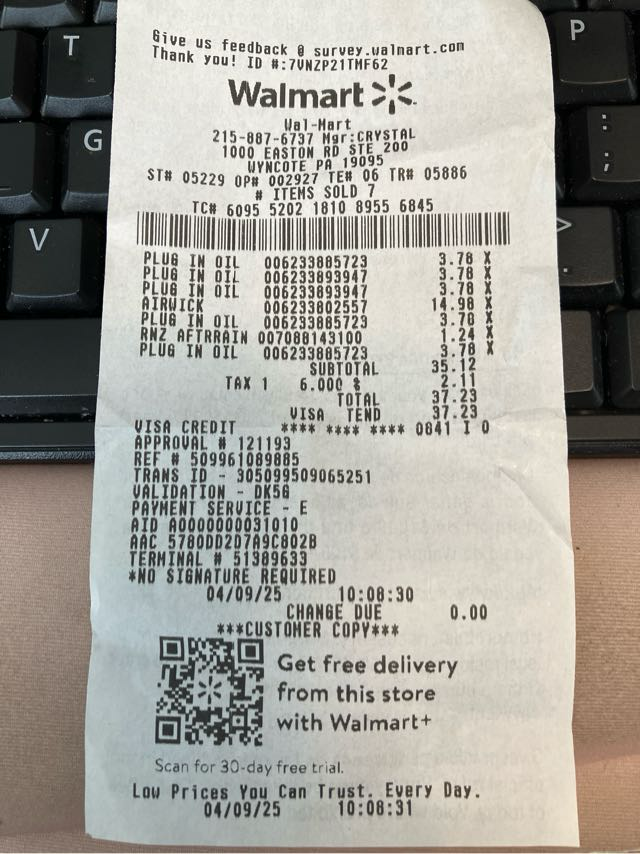 T
P
G
:
;
V
>
.
Give us feedback @ survey.walmart.com
Thank you! ID #:7VNZP21TMF62
Walmart
Wal-Mart
215-887-6737 Mgr:CRYSTAL
1000 EASTON RD STE 200
WYNCOTE PA 19095
ST# 05229 OP# 002927 TE# 06 TR# 05886
# ITEMS SOLD 7
TC# 6095 5202 1810 8955 6845
PLUG IN OIL 006233885723 3.78 X
PLUG IN OIL 006233893947 3.78 X
PLUG IN OIL 006233893947 3.78 X
AIRWICK 006233802557 14.98 X
PLUG IN OIL 006233885723 3.78 X
RNZ AFTRRAIN 007088143100 1.24 X
PLUG IN OIL 006233885723 3.78 X
SUBTOTAL 35.12
TAX 1 6.000 % 2.11
TOTAL 37.23
VISA TEND 37.23
VISA CREDIT **** **** **** 0841 I 0
APPROVAL # 121193
REF # 509961089885
TRANS ID - 305099509065251
VALIDATION - DK5G
PAYMENT SERVICE - E
AID A0000000031010
AAC 5780DD2D7A9C802B
TERMINAL # 51389633
*NO SIGNATURE REQUIRED
04/09/25 10:08:30
CHANGE DUE 0.00
***CUSTOMER COPY***
Get free delivery
from this store
with Walmart+
Scan for 30-day free trial.
Low Prices You Can Trust. Every Day.
04/09/25 10:08:31